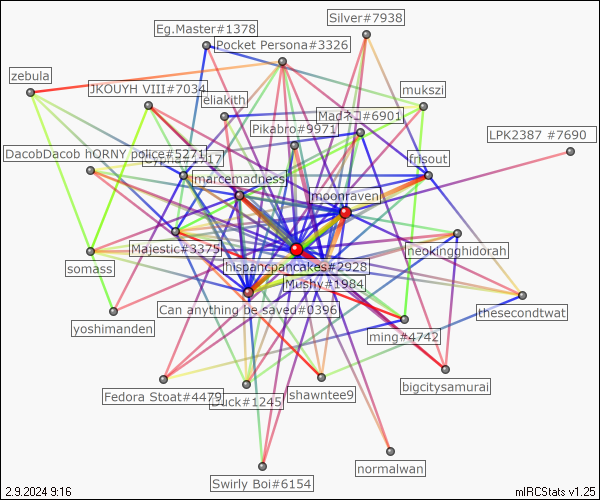 Silver#7938
Eg.Master#1378
Pocket Persona#3326
zebula
JKOUYH VIII#7034
mukszi
eliakith
Madネコ#6901
Pikabro#9971
LPK2387 #7690
DacobDacob hORNY police#5271
frisout
marcemadness
moonraven
Majestic#3375
neokingghidorah
somass
hispancpancakes#2928
Mushy#1984
Can anything be saved#0396
thesecondtwat
yoshimanden
ming#4742
bigcitysamurai
Fedora Stoat#4479
Duck#1245
shawntee9
normalwan
Swirly Boi#6154
2.9.2024 9:16
mIRCStats v1.25